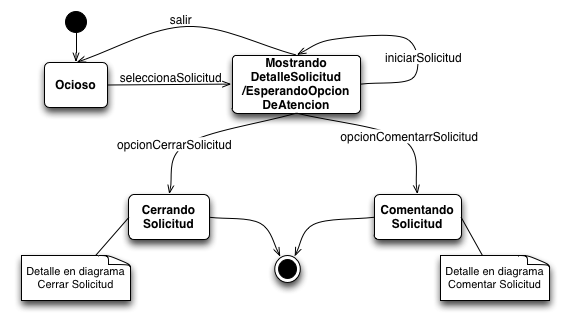 salir
iniciarSolicitud
Mostrando
DetalleSolicitud
/EsperandoOpcion
DeAtencion
Ocioso
seleccionaSolicitud
opcionCerrarSolicitud
opcionComentarrSolicitud
Cerrando
Solicitud
Comentando
Solicitud
Detalle en diagrama
Cerrar Solicitud
Detalle en diagrama
Comentar Solicitud